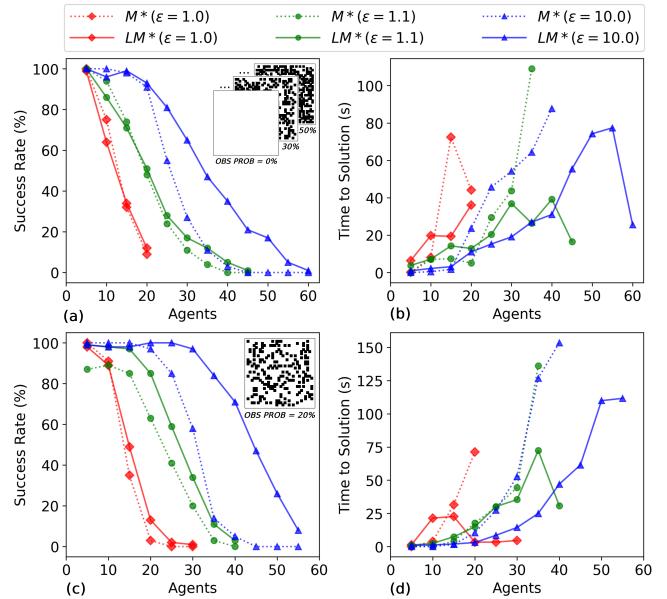 M*(ε = 1.0) M*(ε = 1.1) M*(ε = 10.0)
LM*(ε = 1.0) LM*(ε = 1.1) LM*(ε = 10.0)
Success Rate (%)
100
80
60
40
20
0
0 10 20 30 40 50 60
Agents
(a)
...
...
50%
30%
OBS PROB = 0%
Time to Solution (s)
100
80
60
40
20
0
0 10 20 30 40 50 60
Agents
(b)
Success Rate (%)
100
80
60
40
20
0
0 10 20 30 40 50 60
Agents
(c)
OBS PROB = 20%
Time to Solution (s)
150
125
100
75
50
25
0
0 10 20 30 40 50 60
Agents
(d)